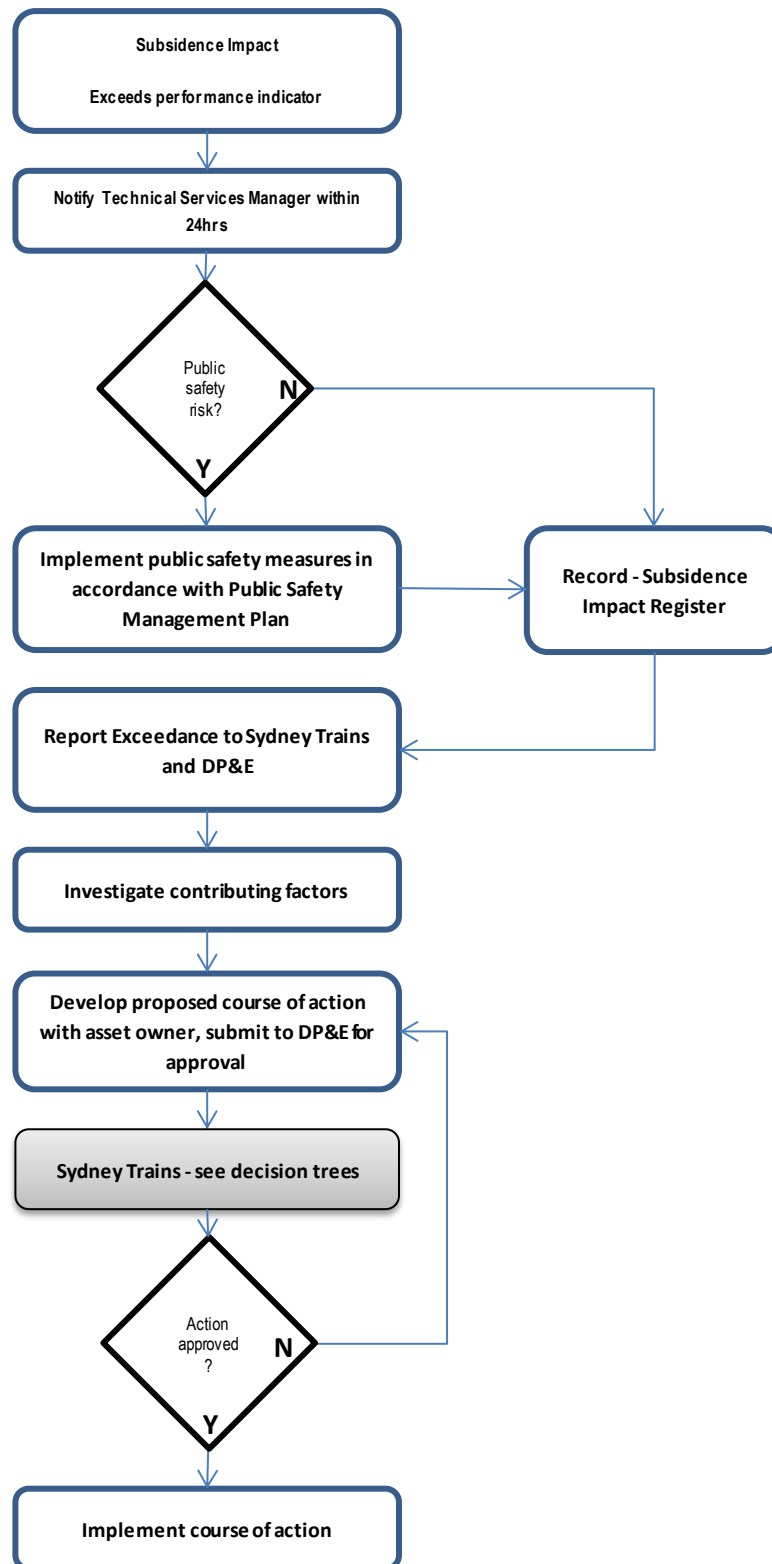 Subsidence Impact
Exceeds performance indicator
Notify Technical Services Manager within
24hrs
Public
safety
risk?
N
Y
Implement public safety measures in
accordance with Public Safety
Management Plan
Record - Subsidence
Impact Register
Report Exceedance to Sydney Trains
and DP&E
Investigate contributing factors
Develop proposed course of action
with asset owner, submit to DP&E for
approval
Sydney Trains - see decision trees
Action
approved
?
N
Y
Implement course of action